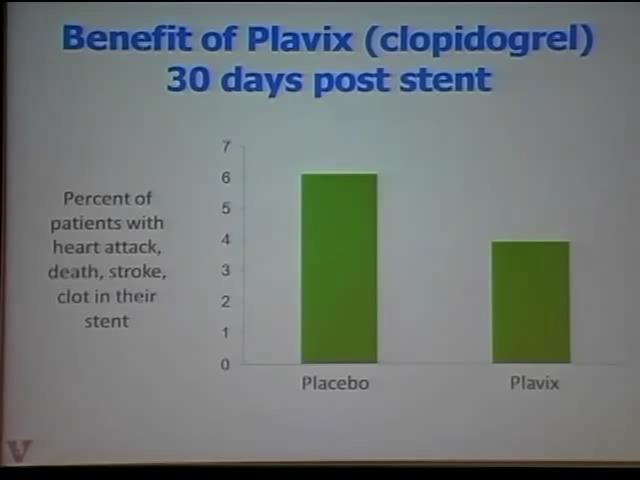 Benefit of Plavix (clopidogrel)
30 days post stent
Percent of
patients with
heart attack,
death, stroke,
clot in their
stent
7
6
5
4
3
2
1
0
Placebo
Plavix
V